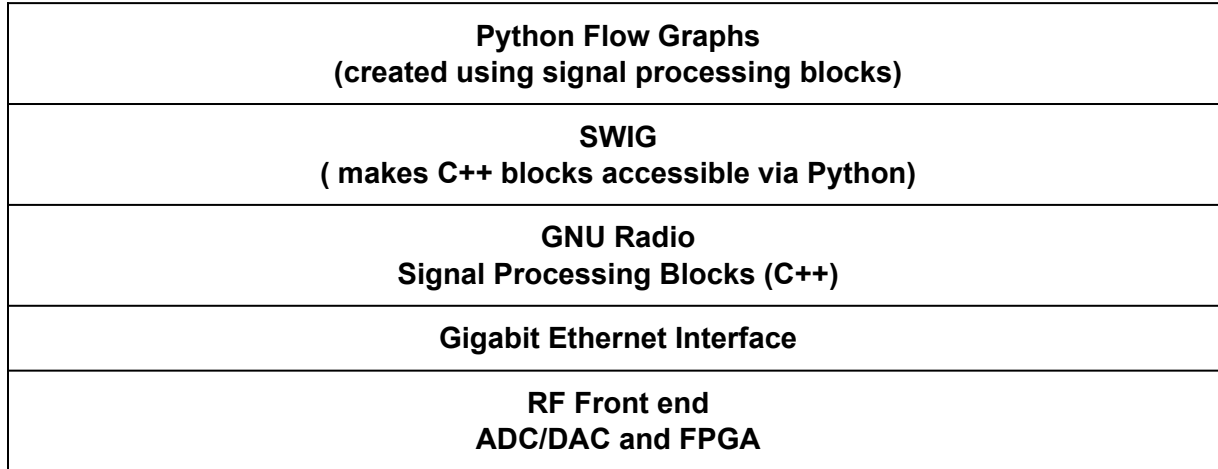 Python Flow Graphs
(created using signal processing blocks)
SWIG
( makes C++ blocks accessible via Python)
GNU Radio
Signal Processing Blocks (C++)
Gigabit Ethernet Interface
RF Front end
ADC/DAC and FPGA